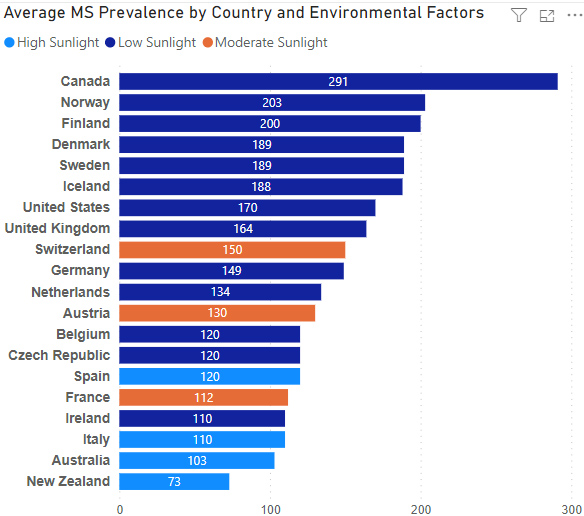 Average MS Prevalence by Country and Environmental Factors
High Sunlight Low Sunlight Moderate Sunlight
Canada 291
Norway 203
Finland 200
Denmark 189
Sweden 189
Iceland 188
United States 170
United Kingdom 164
Switzerland 150
Germany 149
Netherlands 134
Austria 130
Belgium 120
Czech Republic 120
Spain 120
France 112
Ireland 110
Italy 110
Australia 103
New Zealand 73
0 100 200 300